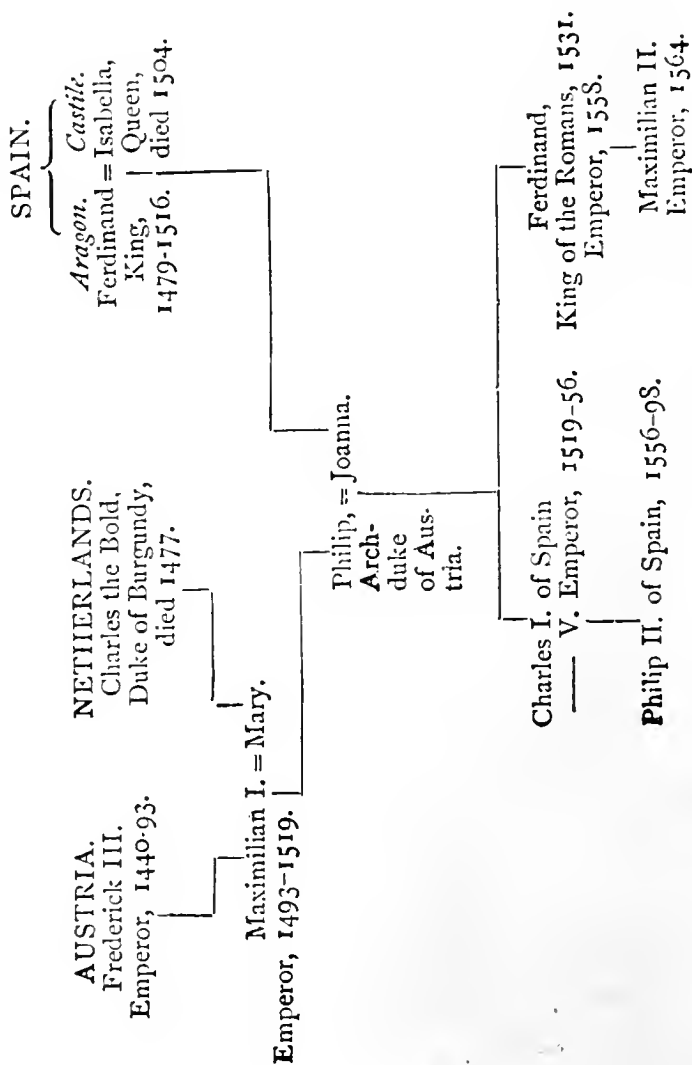 AUSTRIA.
Frederick III.
Emperor, 1440-93.
NETHERLANDS.
Charles the Bold,
Duke of Burgundy,
died 1477.
SPAIN.
Aragon. Castile.
Ferdinand = Isabella,
King, Queen,
1479-1516. died 1504.
Maximilian I. = Mary.
Emperor, 1493-1519.
Philip, = Joanna.
Arch-
duke
of Aus-
tria.
Charles I. of Spain
— V. Emperor, 1519-56.
Ferdinand,
King of the Romans, 1531.
Emperor, 1558.
Philip II. of Spain, 1556-98.
Maximilian II.
Emperor, 1564.